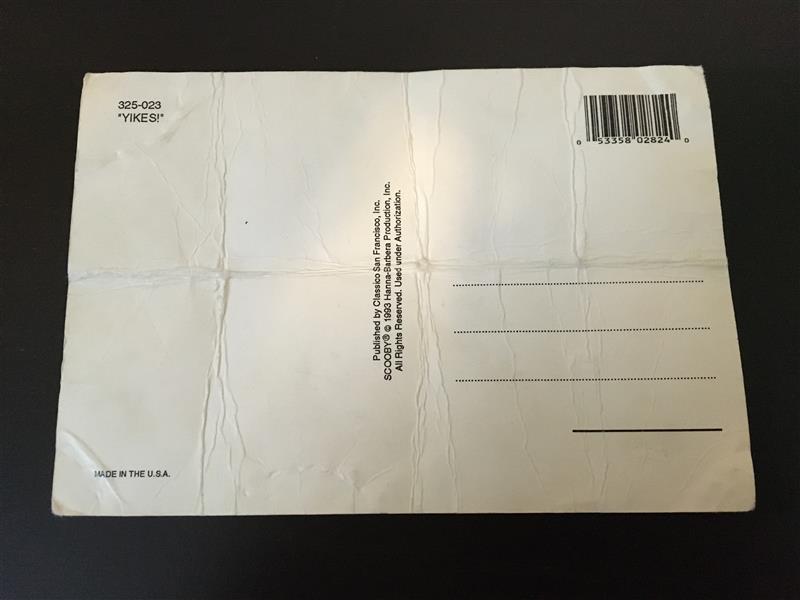 325-023
"YIKES!"
0 53358 02824 0
Published by Classico San Francisco, Inc.
SCOOBY® © 1993 Hanna-Barbera Production, Inc.
All Rights Reserved. Used under Authorization.
MADE IN THE U.S.A.